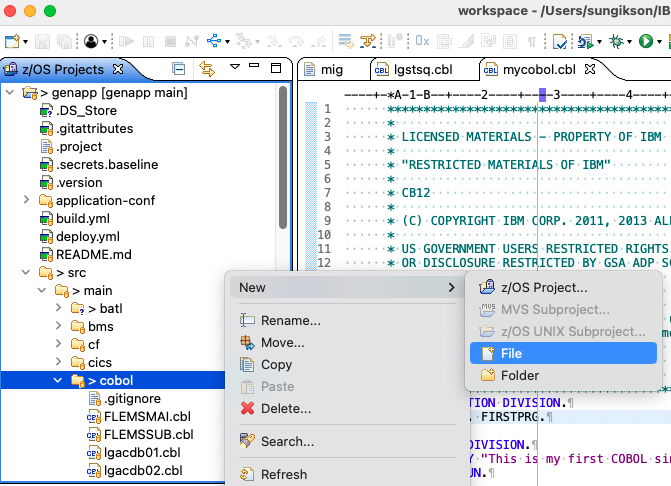 workspace - /Users/sungikson/IB
z/OS Projects
mig
lgstsq.cbl
mycobol.cbl
> genapp [genapp main]
.DS_Store
.gitattributes
.project
.secrets.baseline
.version
application-conf
build.yml
deploy.yml
README.md
> src
> main
> batl
> bms
> cf
> cics
> cobol
.gitignore
FLEMSMAI.cbl
FLEMSSUB.cbl
lgacdb01.cbl
lgacdb02.cbl
----+-*A-1-B--+----2----+----3----+----4
1 ****************************************
2 *
3 * LICENSED MATERIALS - PROPERTY OF IBM
4 *
5 * "RESTRICTED MATERIALS OF IBM"
6 *
7 * CB12
8 *
9 * (C) COPYRIGHT IBM CORP. 2011, 2013 ALL
10 *
11 * US GOVERNMENT USERS RESTRICTED RIGHTS
12 * OR DISCLOSURE RESTRICTED BY GSA ADP SC
New
Rename...
Move...
Copy
Paste
Delete...
Search...
Refresh
z/OS Project...
MVS Subproject...
z/OS UNIX Subproject...
File
Folder
TION DIVISION.¶
. FIRSTPRG.¶
DIVISION.¶
Y "This is my first COBOL sin
UN.¶